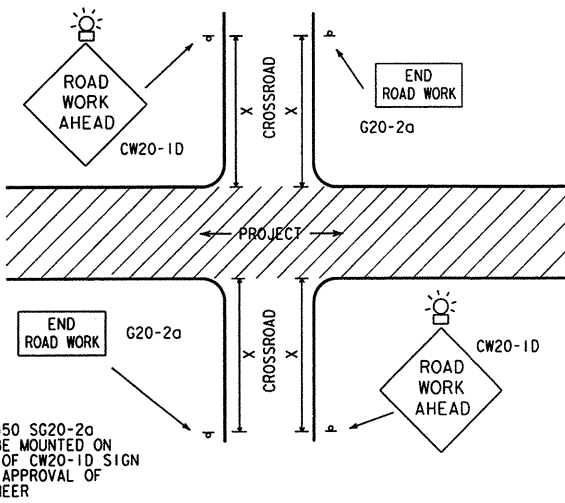 ROAD
WORK
AHEAD
CW20-1D
X
CROSSROAD
X
END
ROAD WORK
G20-2a
PROJECT
END
ROAD WORK
G20-2a
X
CROSSROAD
X
CW20-1D
ROAD
WORK
AHEAD
50 SG20-2a
BE MOUNTED ON
OF CW20-1D SIGN
APPROVAL OF
NEER